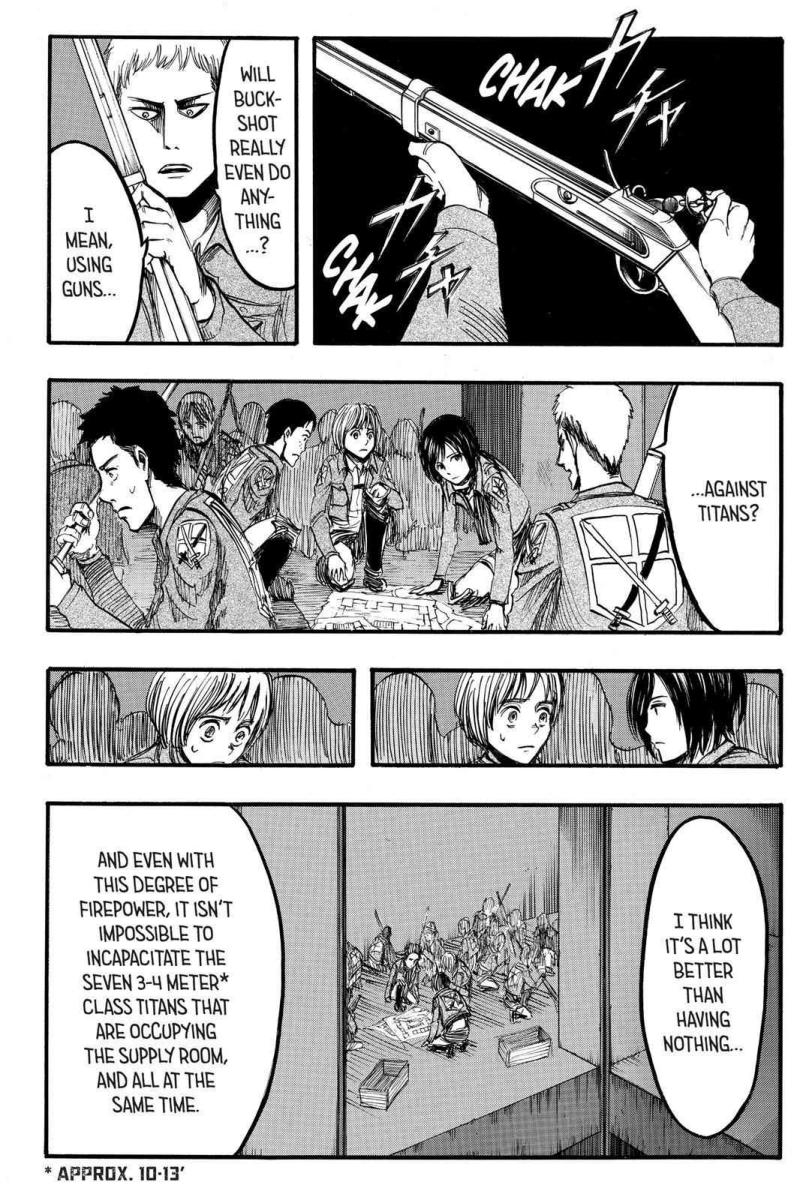 CHAK
カチャ
CHAK
カチャ
WILL
BUCK-
SHOT
REALLY
EVEN DO
ANY-
THING
...?
I
MEAN,
USING
GUNS...
...AGAINST
TITANS?
I THINK
IT'S A LOT
BETTER
THAN
HAVING
NOTHING...
AND EVEN WITH
THIS DEGREE OF
FIREPOWER, IT ISN'T
IMPOSSIBLE TO
INCAPACITATE THE
SEVEN 3-4 METER*
CLASS TITANS THAT
ARE OCCUPYING
THE SUPPLY ROOM,
AND ALL AT THE
SAME TIME.
* APPROX. 10-13'